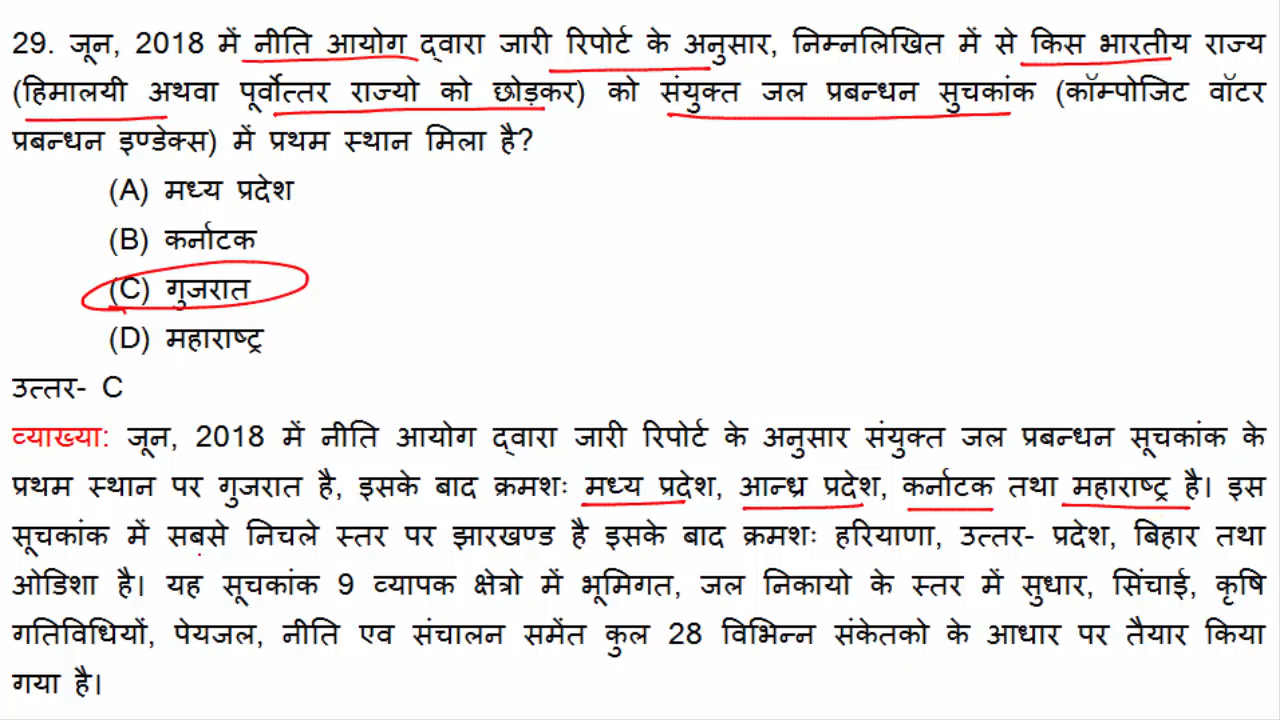 29. जून, 2018 में नीति आयोग द्वारा जारी रिपोर्ट के अनुसार, निम्नलिखित में से किस भारतीय राज्य
(हिमालयी अथवा पूर्वोत्तर राज्यो को छोड़कर) को संयुक्त जल प्रबन्धन सुचकांक (कॉम्पोजिट वॉटर
प्रबन्धन इण्डेक्स) में प्रथम स्थान मिला है?
(A) मध्य प्रदेश
(B) कर्नाटक
(C) गुजरात
(D) महाराष्ट्र
उत्तर- C
व्याख्या: जून, 2018 में नीति आयोग द्वारा जारी रिपोर्ट के अनुसार संयुक्त जल प्रबन्धन सूचकांक के
प्रथम स्थान पर गुजरात है, इसके बाद क्रमशः मध्य प्रदेश, आन्ध्र प्रदेश, कर्नाटक तथा महाराष्ट्र है। इस
सूचकांक में सबसे निचले स्तर पर झारखण्ड है इसके बाद क्रमशः हरियाणा, उत्तर- प्रदेश, बिहार तथा
ओडिशा है। यह सूचकांक 9 व्यापक क्षेत्रो में भूमिगत, जल निकायो के स्तर में सुधार, सिंचाई, कृषि
गतिविधियों, पेयजल, नीति एव संचालन समेंत कुल 28 विभिन्न संकेतको के आधार पर तैयार किया
गया है।